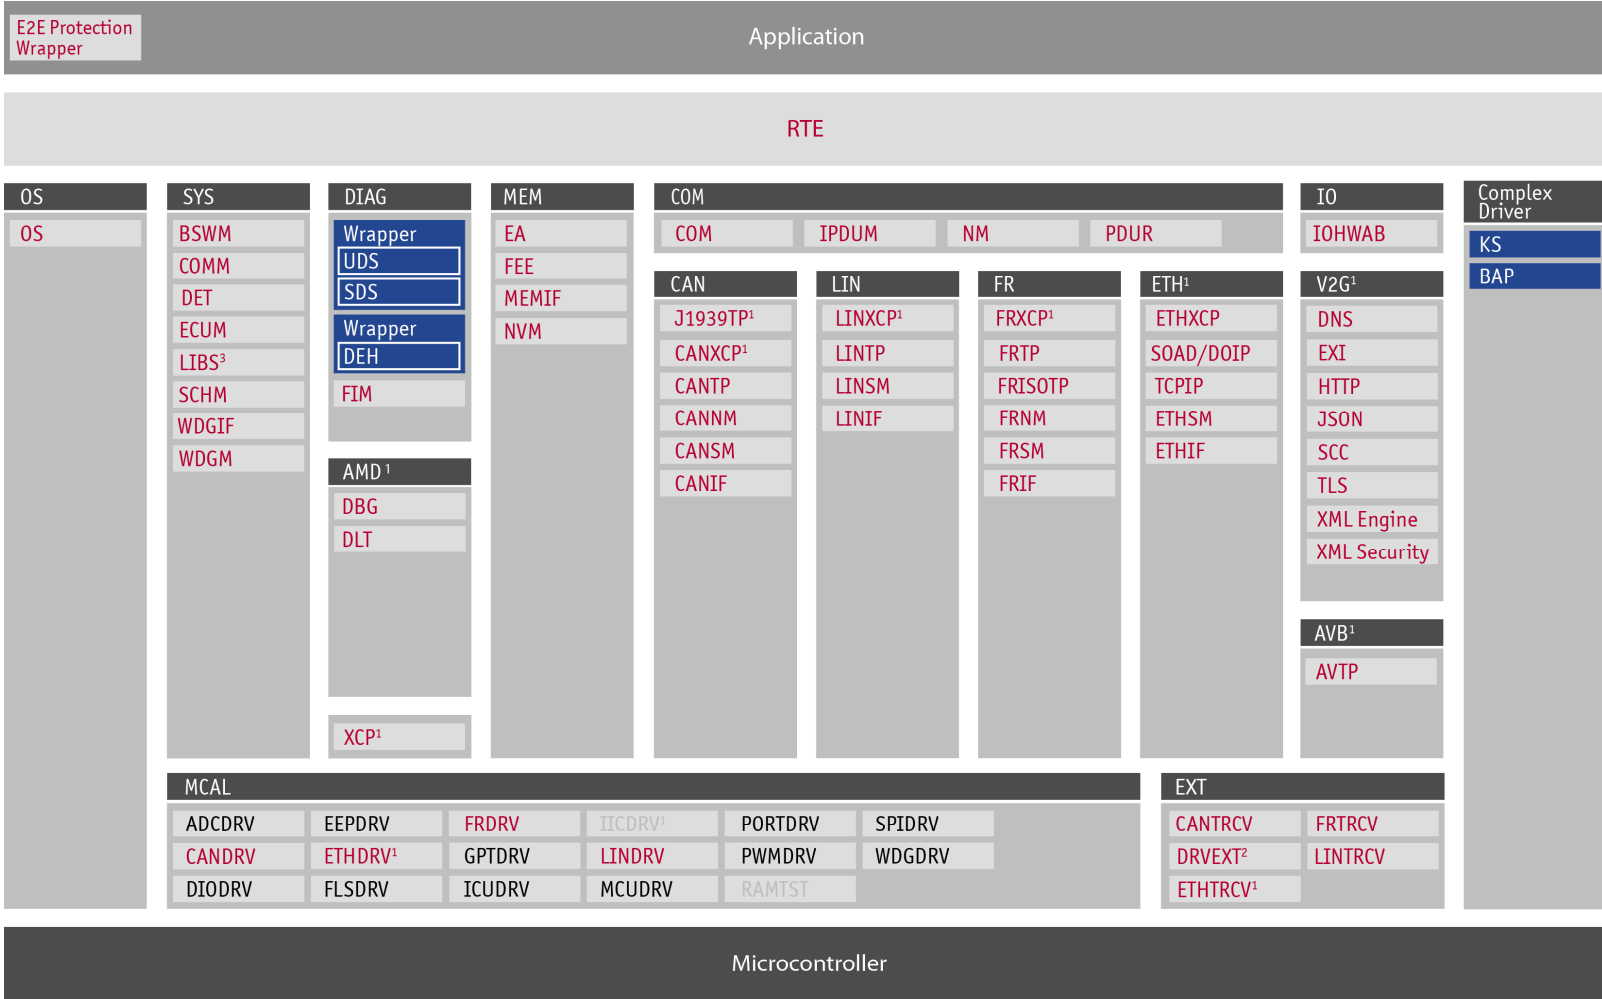 E2E Protection
Wrapper
Application
RTE
OS
OS
SYS
BSWM
COMM
DET
ECUM
LIBS³
SCHM
WDGIF
WDGM
DIAG
Wrapper
UDS
SDS
Wrapper
DEH
FIM
AMD¹
DBG
DLT
XCP¹
MEM
EA
FEE
MEMIF
NVM
COM
COM
IPDUM
NM
PDUR
CAN
J1939TP¹
CANXCP¹
CANTP
CANNM
CANSM
CANIF
LIN
LINXCP¹
LINTP
LINSM
LINIF
FR
FRXCP¹
FRTP
FRISOTP
FRNM
FRSM
FRIF
ETH¹
ETHXCP
SOAD/DOIP
TCPIP
ETHSM
ETHIF
IO
IOHWAB
V2G¹
DNS
EXI
HTTP
JSON
SCC
TLS
XML Engine
XML Security
AVB¹
AVTP
Complex
Driver
KS
BAP
MCAL
ADCDRV
EEPDRV
FRDRV
IICDRV¹
PORTDRV
SPIDRV
CANDRV
ETHDRV¹
GPTDRV
LINDRV
PWMDRV
WDGDRV
DIODRV
FLSDRV
ICUDRV
MCUDRV
RAMTST
EXT
CANTRCV
FRTRCV
DRVEXT²
LINTRCV
ETHTRCV¹
Microcontroller